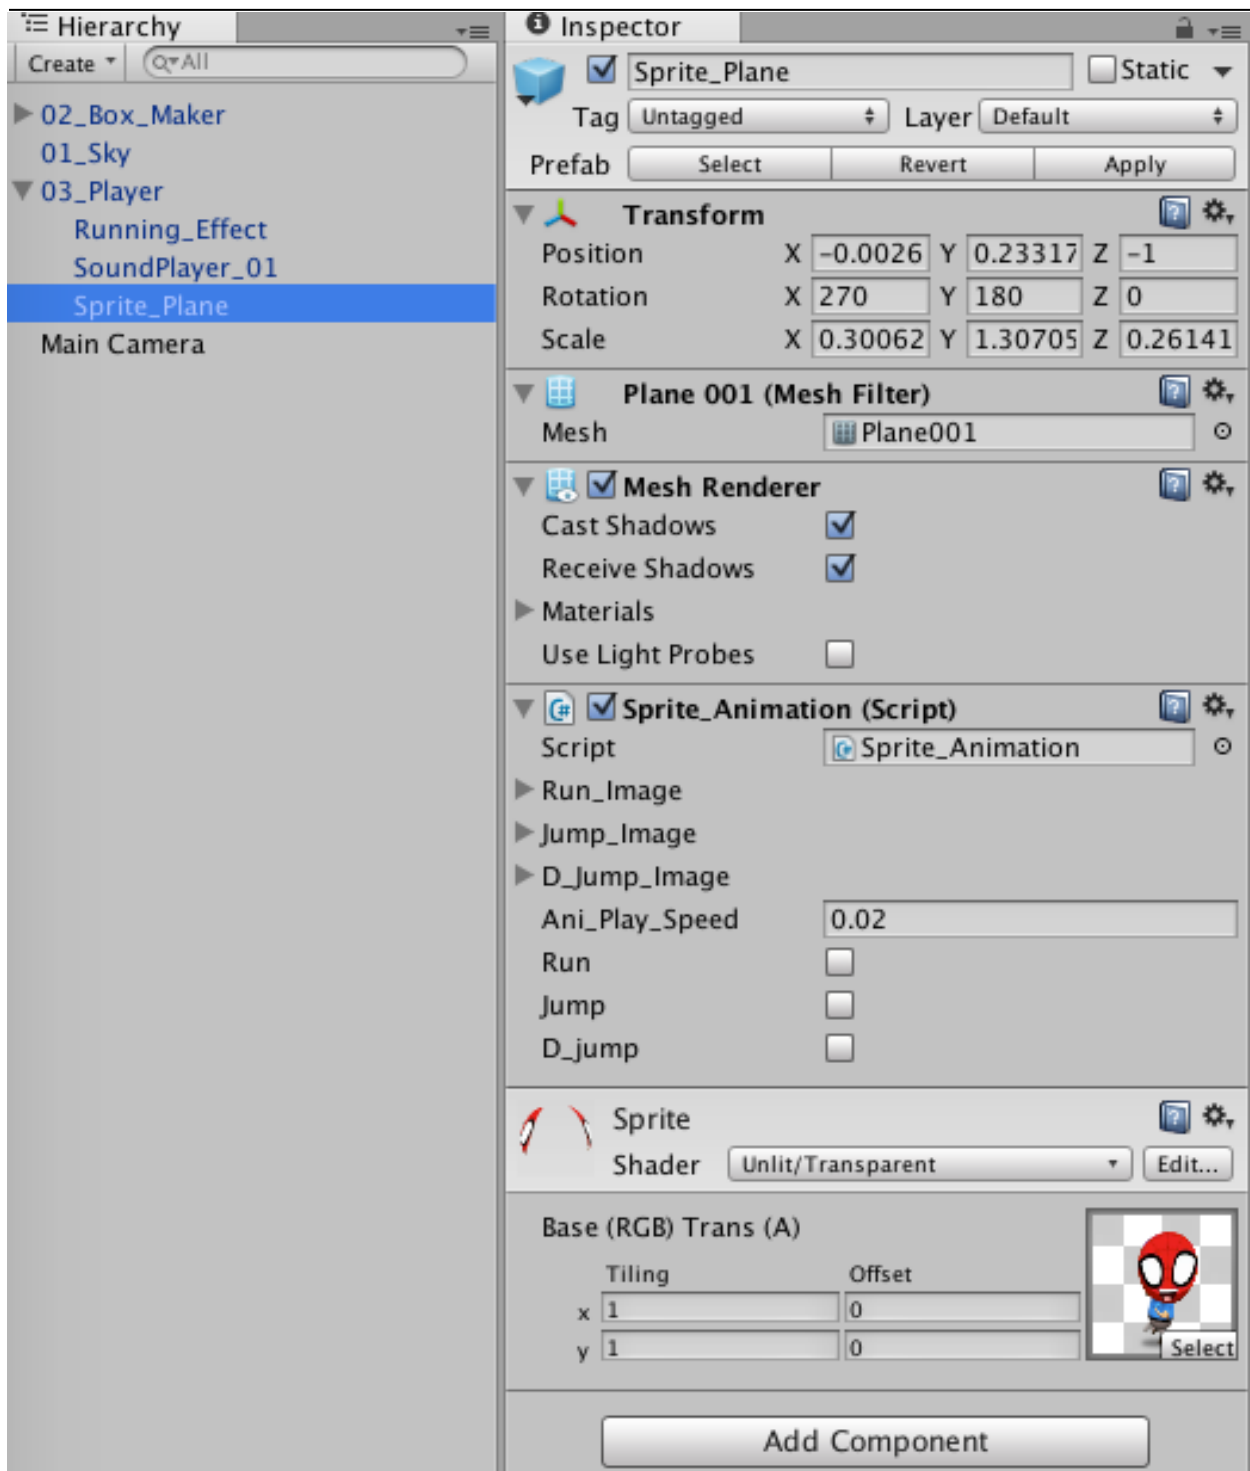 Hierarchy
Create
All
02_Box_Maker
01_Sky
03_Player
Running_Effect
SoundPlayer_01
Sprite_Plane
Main Camera
Inspector
Sprite_Plane Static
Tag Untagged Layer Default
Prefab Select Revert Apply
Transform
Position X -0.0026 Y 0.23317 Z -1
Rotation X 270 Y 180 Z 0
Scale X 0.30062 Y 1.30705 Z 0.26141
Plane 001 (Mesh Filter)
Mesh Plane001
Mesh Renderer
Cast Shadows
Receive Shadows
Materials
Use Light Probes
Sprite_Animation (Script)
Script Sprite_Animation
Run_Image
Jump_Image
D_Jump_Image
Ani_Play_Speed 0.02
Run
Jump
D_jump
Sprite
Shader Unlit/Transparent Edit...
Base (RGB) Trans (A)
Tiling Offset
x 1 0
y 1 0
Select
Add Component